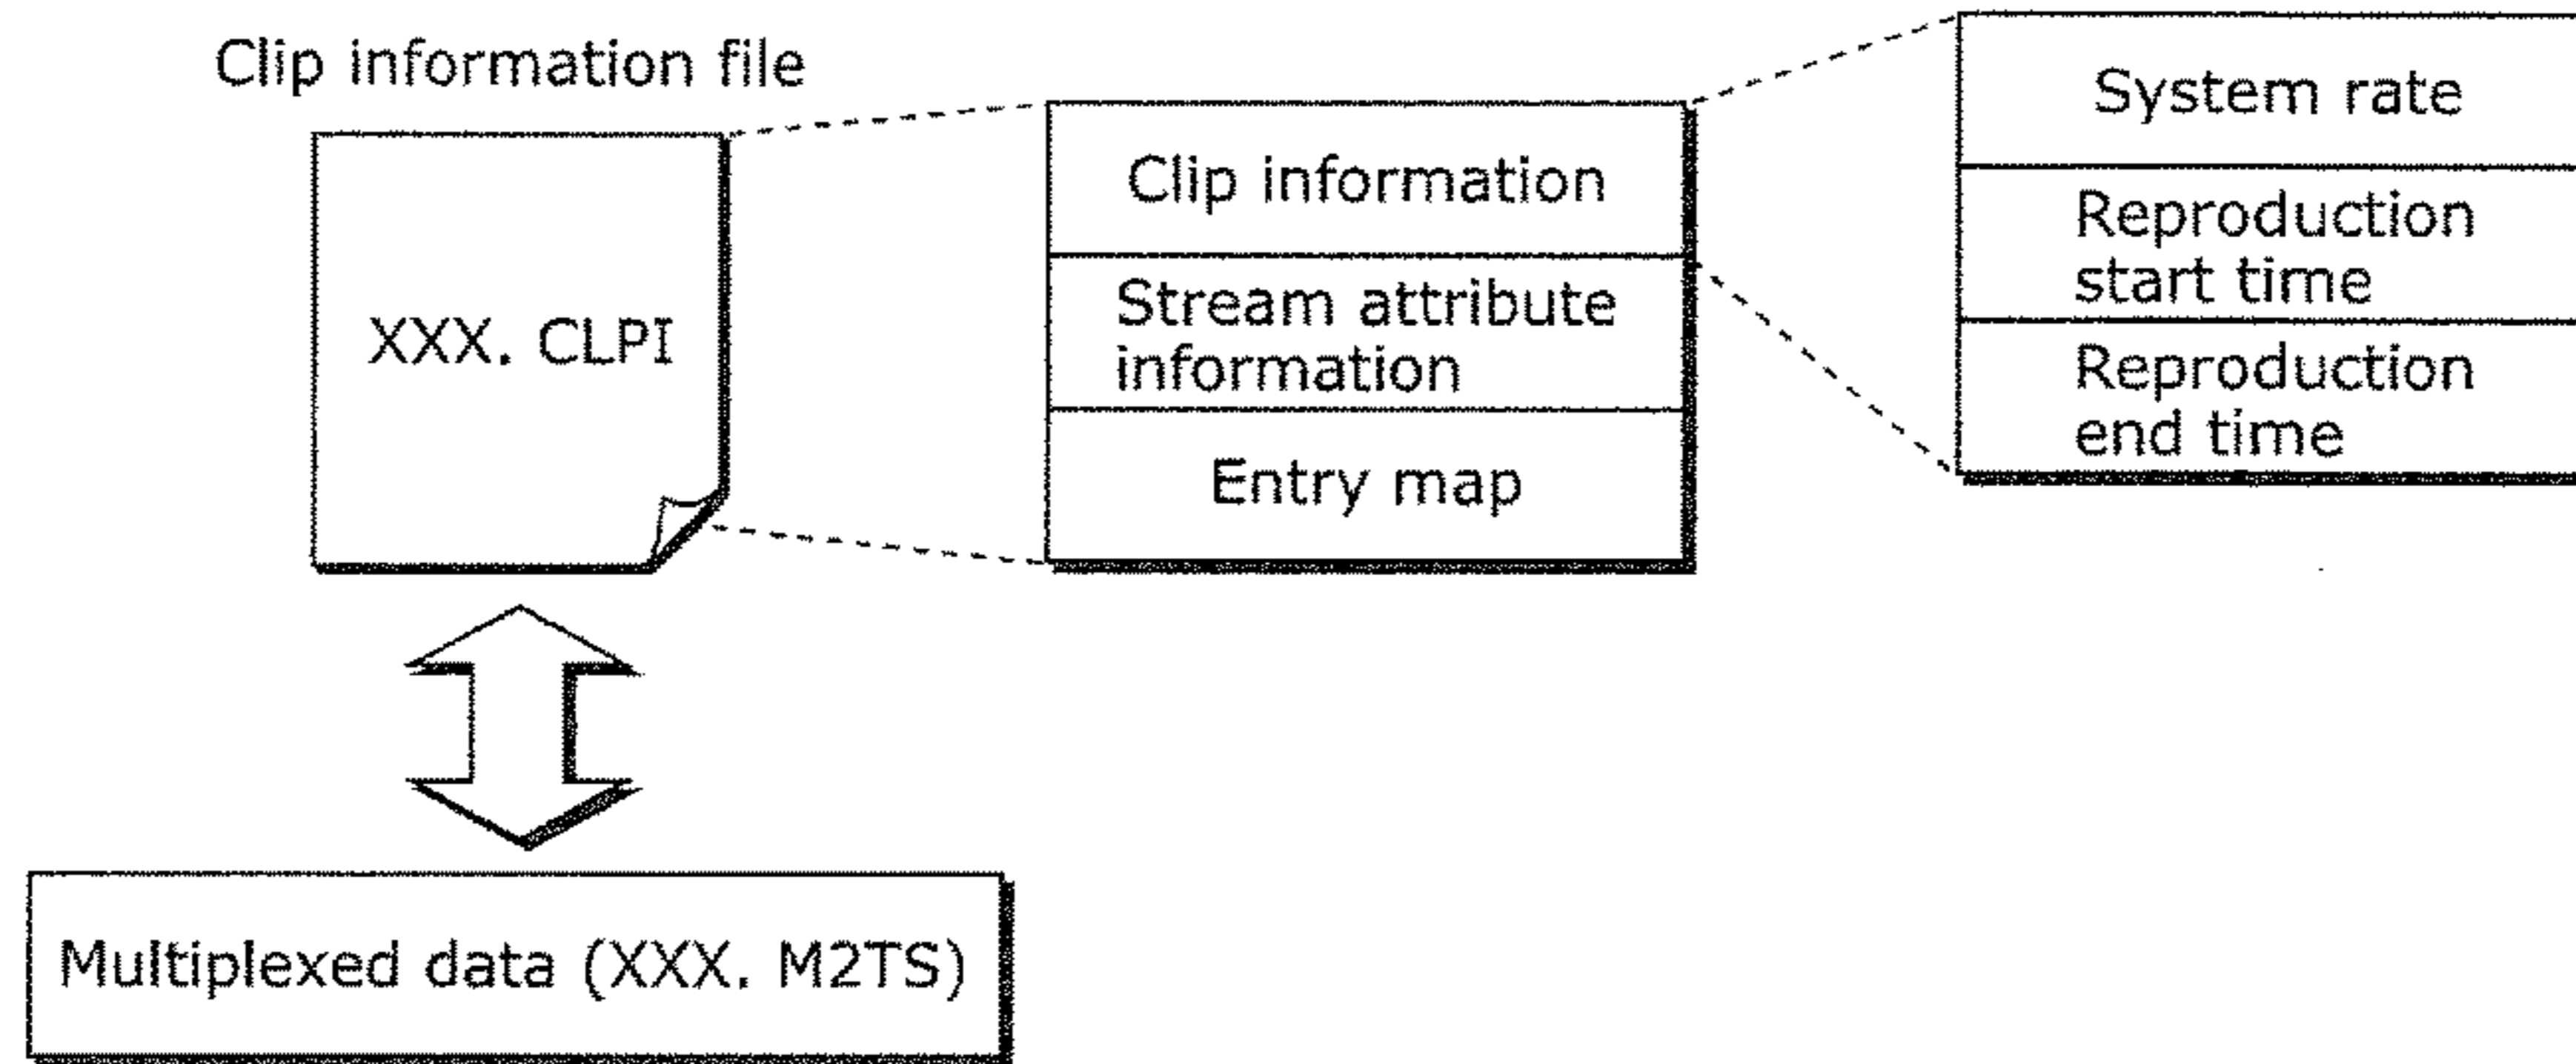 Clip information file
XXX. CLPI
Clip information
Stream attribute
information
Entry map
System rate
Reproduction
start time
Reproduction
end time
Multiplexed data (XXX. M2TS)